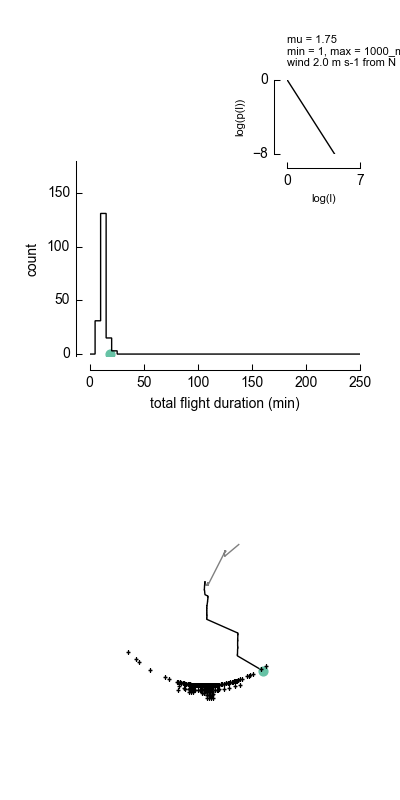 mu = 1.75
min = 1, max = 1000_m
wind 2.0 m s-1 from N
0
log(p(l))
−8
0 7
log(l)
150
100
count
50
0
0 50 100 150 200 250
total flight duration (min)